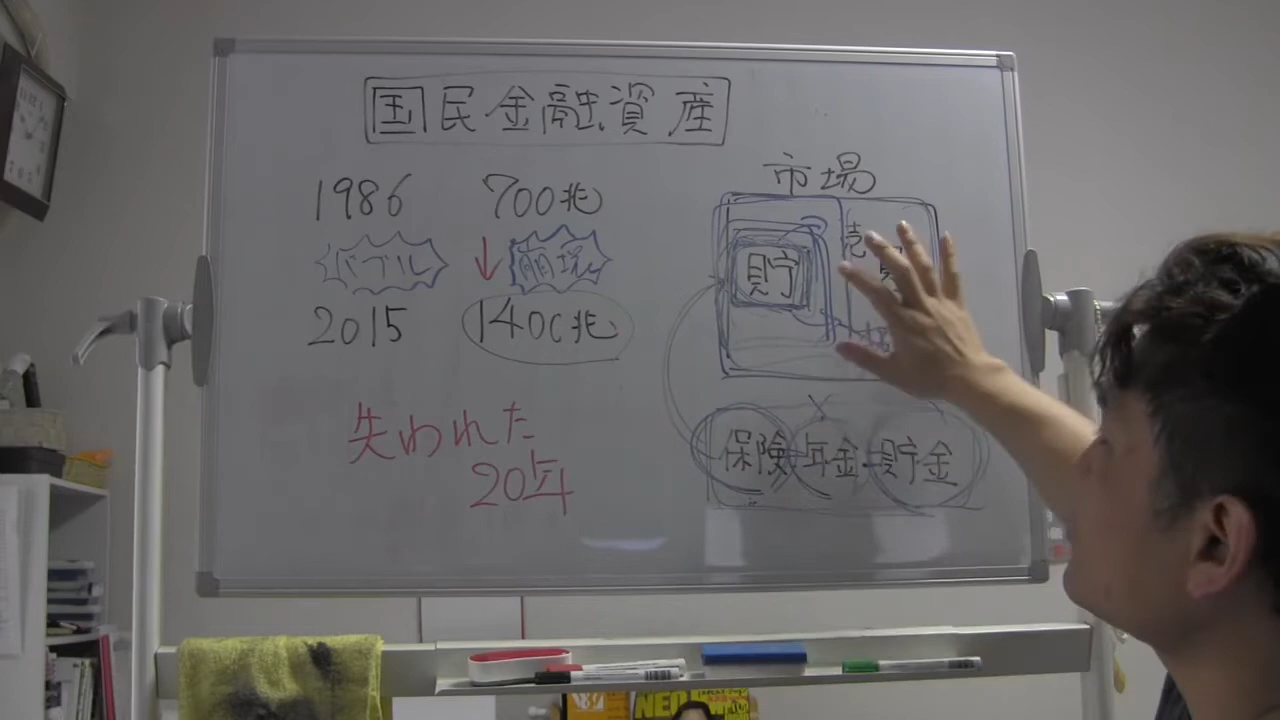 国民金融資産
1986 700兆
バブル ↓ 崩壊
2015 1400兆
失われた
20年
市場
貯
保険 年金 貯金